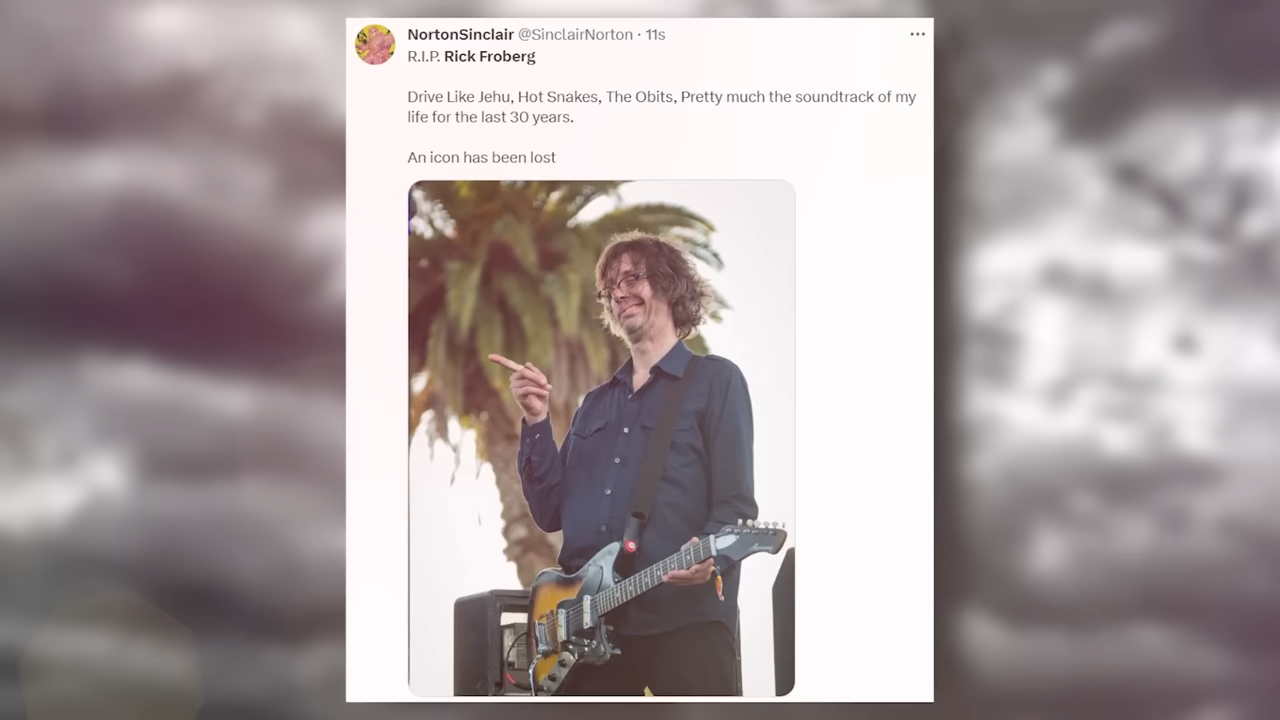 NortonSinclair @SinclairNorton · 11s
R.I.P. Rick Froberg
Drive Like Jehu, Hot Snakes, The Obits, Pretty much the soundtrack of my
life for the last 30 years.
An icon has been lost